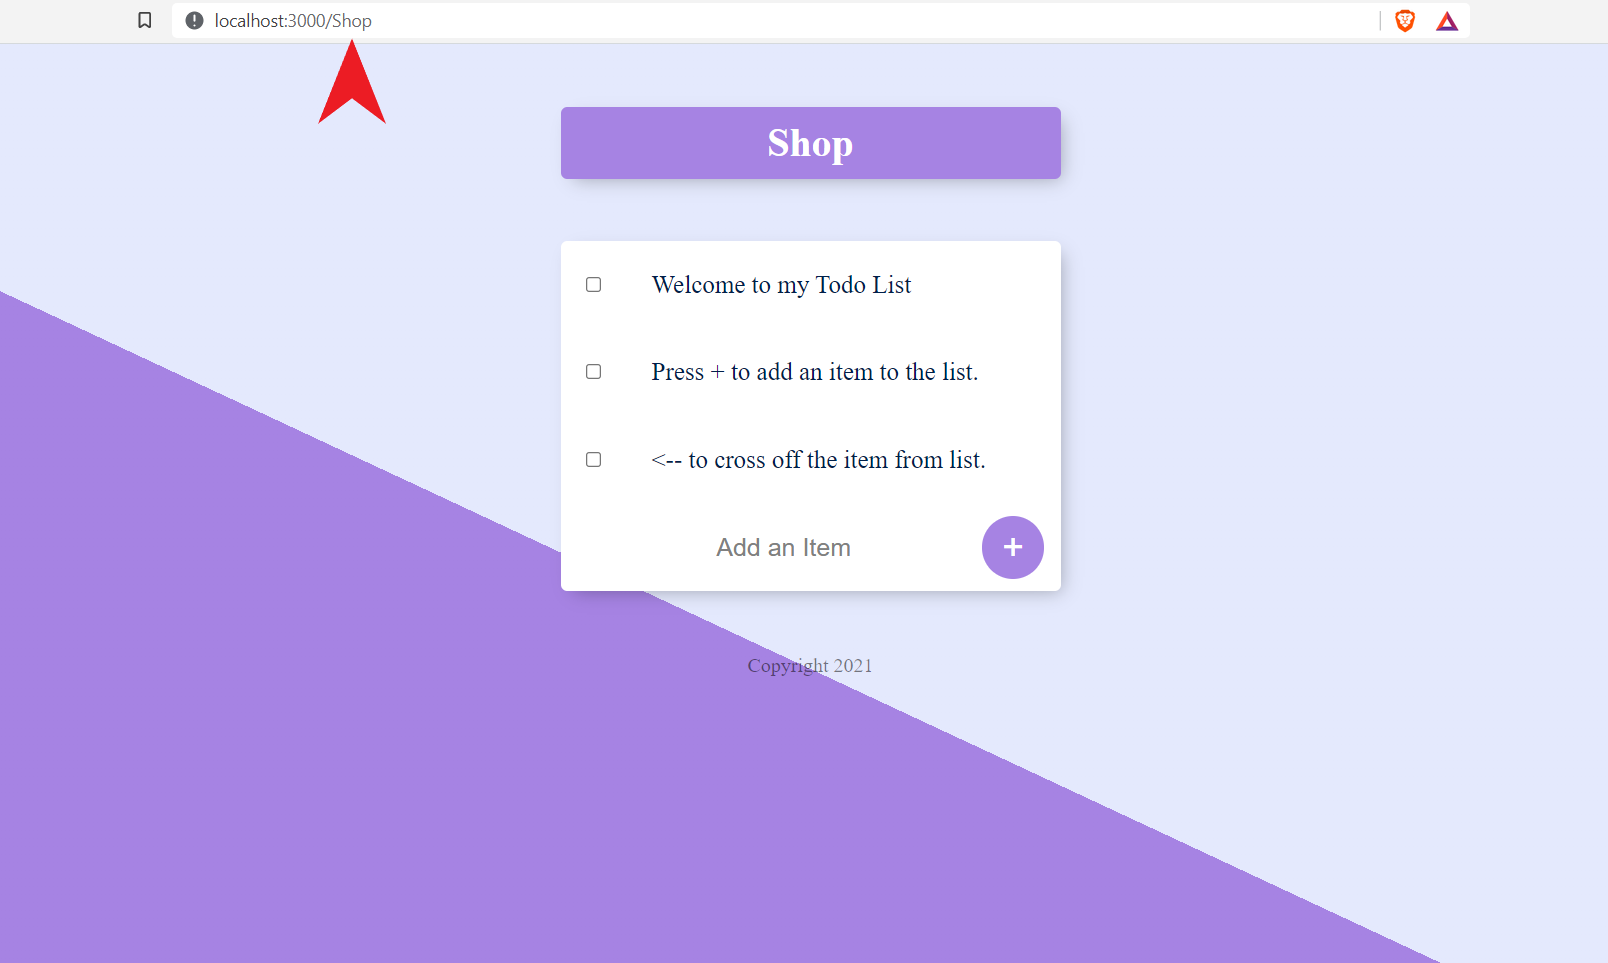 localhost:3000/Shop
Shop
Welcome to my Todo List
Press + to add an item to the list.
<-- to cross off the item from list.
Add an Item
+
Copyright 2021